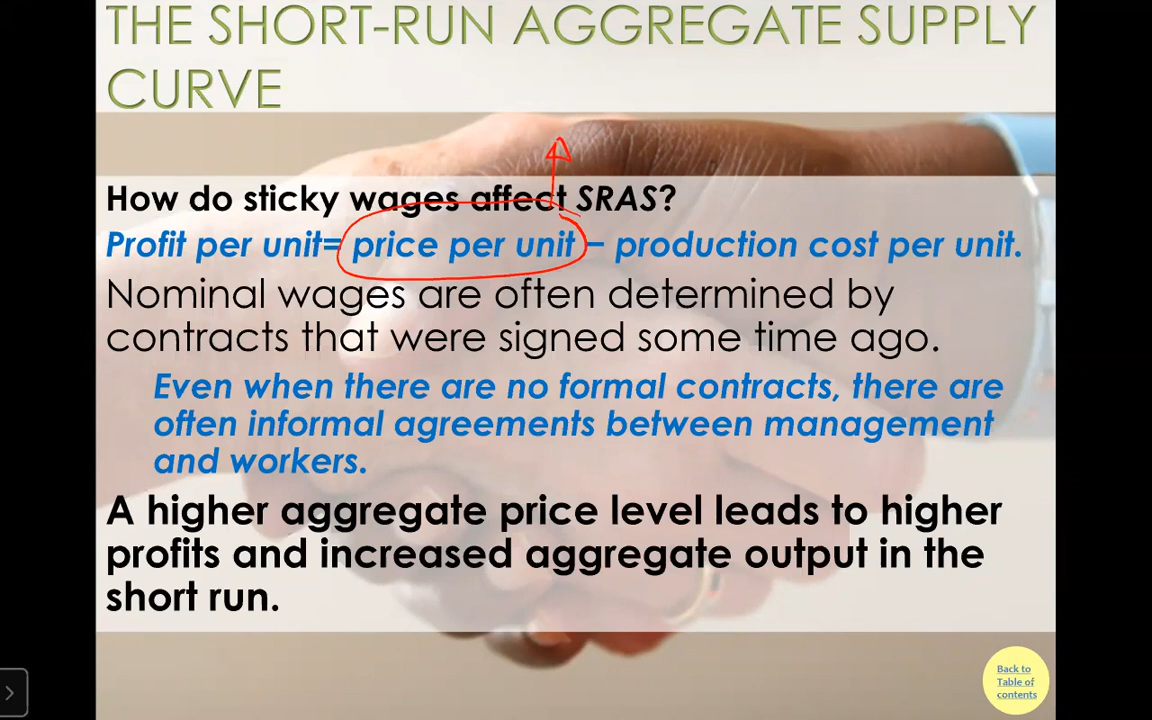 THE SHORT-RUN AGGREGATE SUPPLY
CURVE
How do sticky wages affect SRAS?
Profit per unit= price per unit – production cost per unit.
Nominal wages are often determined by
contracts that were signed some time ago.
Even when there are no formal contracts, there are
often informal agreements between management
and workers.
A higher aggregate price level leads to higher
profits and increased aggregate output in the
short run.
Back to
Table of
contents